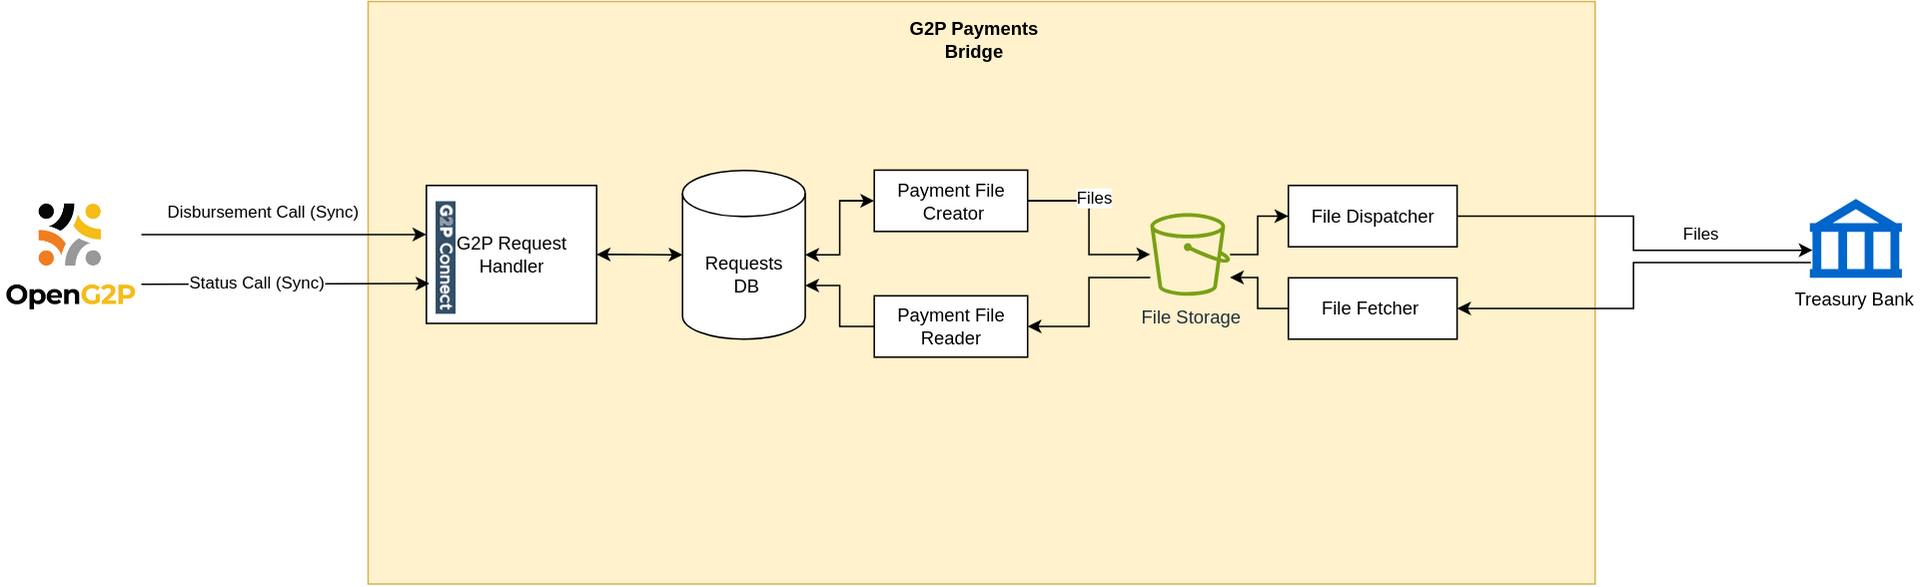 G2P Payments
Bridge
Disbursement Call (Sync)
Status Call (Sync)
OpenG2P
G2P Connect
G2P Request
Handler
Requests
DB
Payment File
Creator
Payment File
Reader
Files
File Storage
File Dispatcher
File Fetcher
Files
Treasury Bank